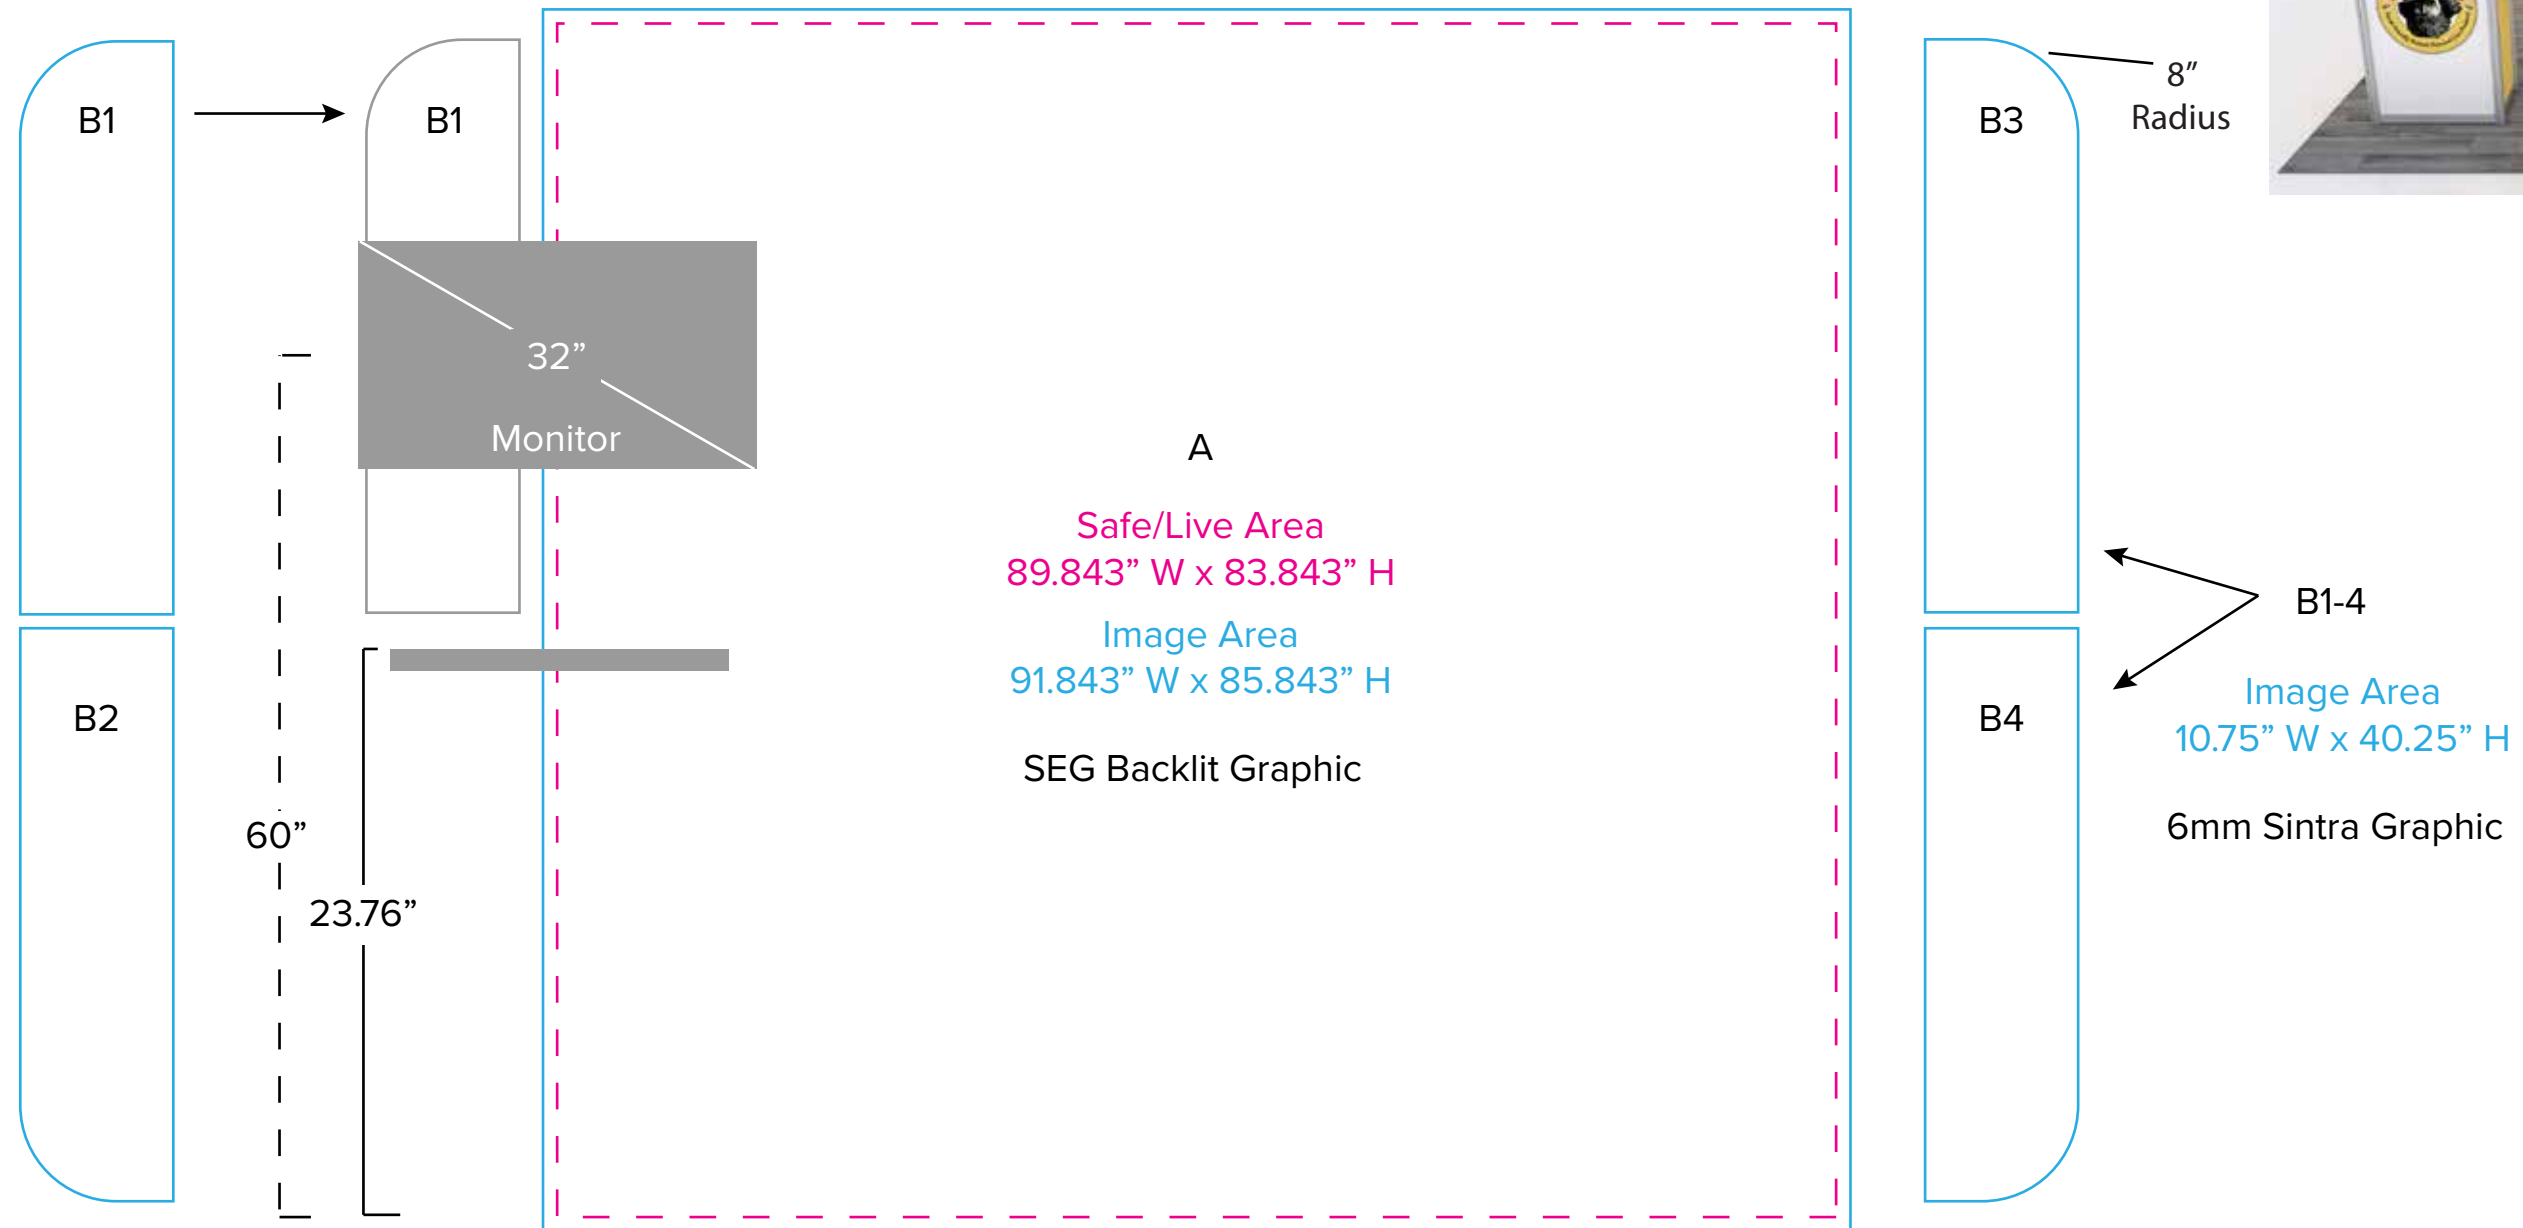 B1
B1
32”
Monitor
B2
60”
23.76”
A
Safe/Live Area
89.843” W x 83.843” H
Image Area
91.843” W x 85.843” H
SEG Backlit Graphic
B3
8”
Radius
B4
B1-4
Image Area
10.75” W x 40.25” H
6mm Sintra Graphic